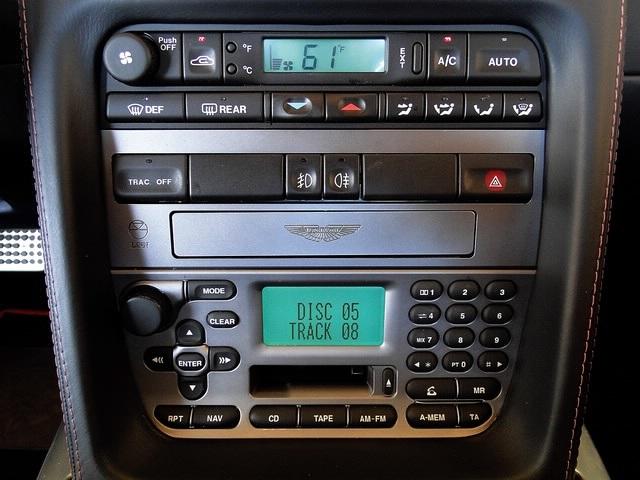 Push
OFF
°F
°C
61°F
EXT
A/C
AUTO
DEF
REAR
TRAC OFF
MODE
CLEAR
ENTER
RPT
NAV
DISC 05
TRACK 08
CD
TAPE
AM-FM
1
2
3
4
5
6
MIX 7
8
9
*
PT 0
#
MR
A-MEM
TA